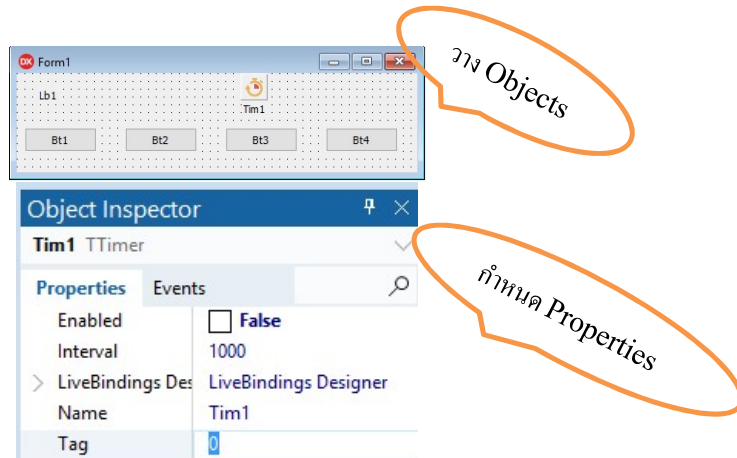 DX Form1
วาง Objects
Lb1
Tim1
Bt1 Bt2 Bt3 Bt4
Object Inspector
Tim1 TTimer
Properties Events
กำหนด Properties
Enabled False
Interval 1000
LiveBindings Des LiveBindings Designer
Name Tim1
Tag 0